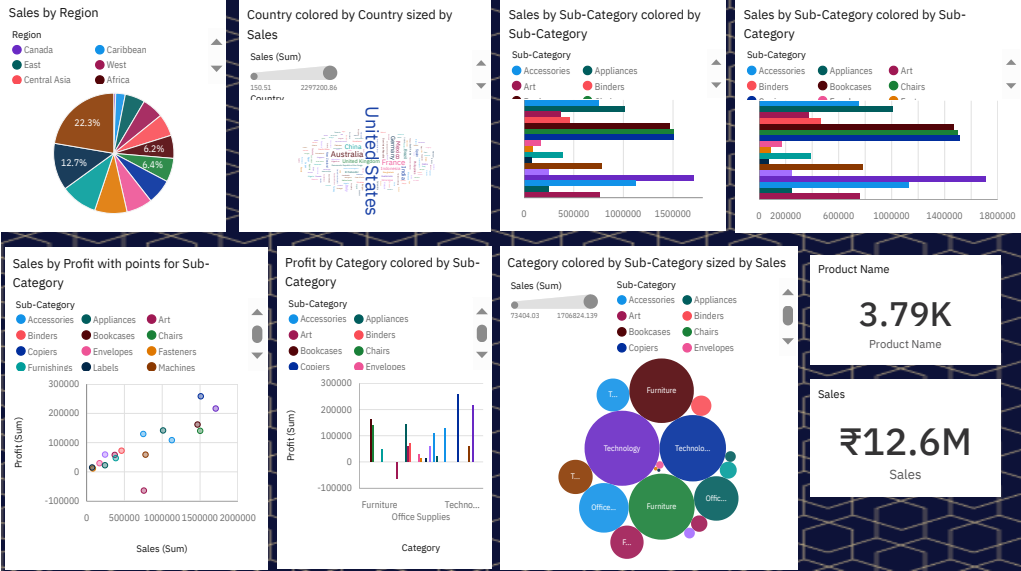 Sales by Region
Region
Canada
Caribbean
East
West
Central Asia
Africa
22.3%
12.7%
6.2%
6.4%
Country colored by Country sized by
Sales
Sales (Sum)
150.51
2297200.86
Country
United States
China
Australia
United Kingdom
France
Germany
Mexico
India
Sales by Sub-Category colored by
Sub-Category
Sub-Category
Accessories
Appliances
Art
Binders
0
500000
1000000
1500000
Sales by Sub-Category colored by Sub-
Category
Sub-Category
Accessories
Appliances
Art
Binders
Bookcases
Chairs
0
200000
600000
1000000
1400000
1800000
Sales by Profit with points for Sub-
Category
Sub-Category
Accessories
Appliances
Art
Binders
Bookcases
Chairs
Copiers
Envelopes
Fasteners
Furnishings
Labels
Machines
Profit (Sum)
300000
200000
100000
0
-100000
0
500000
1000000
1500000
2000000
Sales (Sum)
Profit by Category colored by Sub-
Category
Sub-Category
Accessories
Appliances
Art
Binders
Bookcases
Chairs
Copiers
Envelopes
Profit (Sum)
300000
200000
100000
0
-100000
Furniture
Techno...
Office Supplies
Category
Category colored by Sub-Category sized by Sales
Sales (Sum)
73404.03
1706824.139
Sub-Category
Accessories
Appliances
Art
Binders
Bookcases
Chairs
Copiers
Envelopes
T...
Furniture
Technology
Technolo...
T...
Office...
Furniture
Offic...
F...
Product Name
3.79K
Product Name
Sales
₹12.6M
Sales